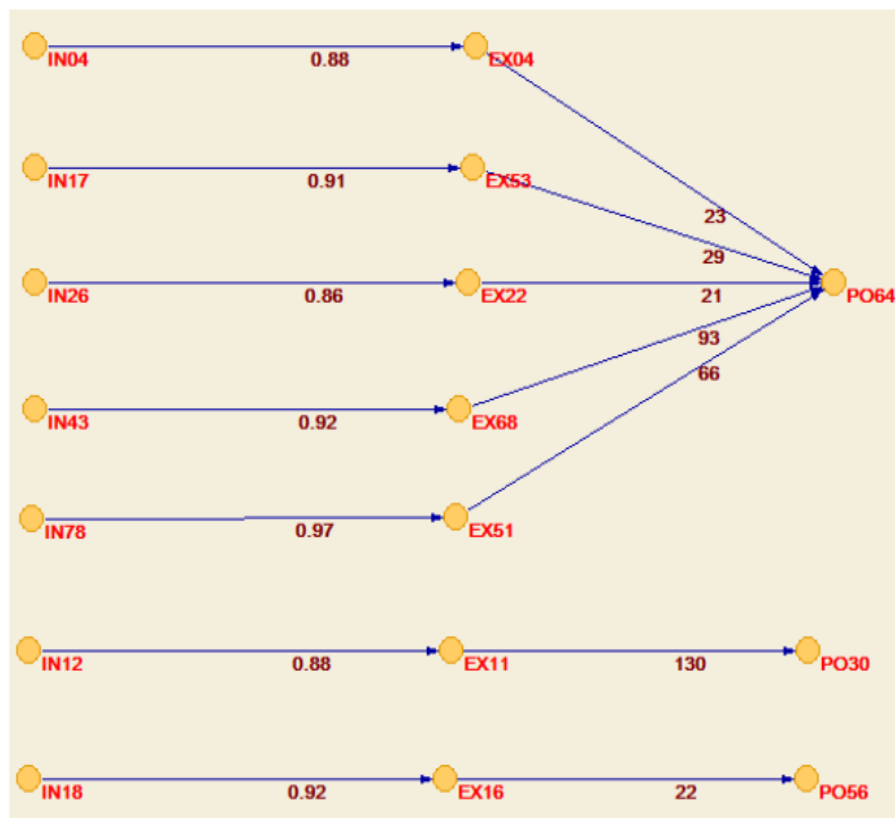 IN04 0.88 EX04
IN17 0.91 EX53
23
29
IN26 0.86 EX22 21 PO64
93
66
IN43 0.92 EX68
IN78 0.97 EX51
IN12 0.88 EX11 130 PO30
IN18 0.92 EX16 22 PO56